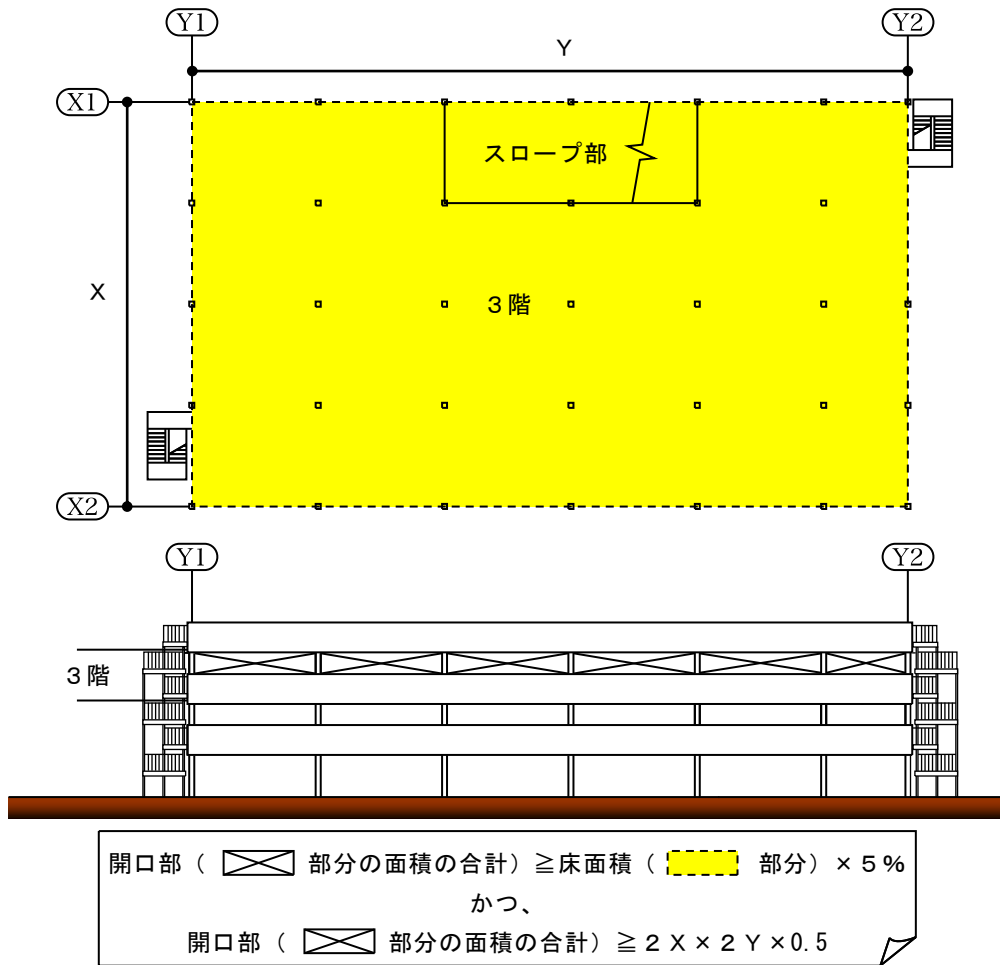 Y1
Y2
Y
X1
スロープ部
X
3階
X2
Y1
Y2
3階
開口部( 部分の面積の合計)≧床面積( 部分)×5%
かつ、
開口部( 部分の面積の合計)≧2X×2Y×0.5